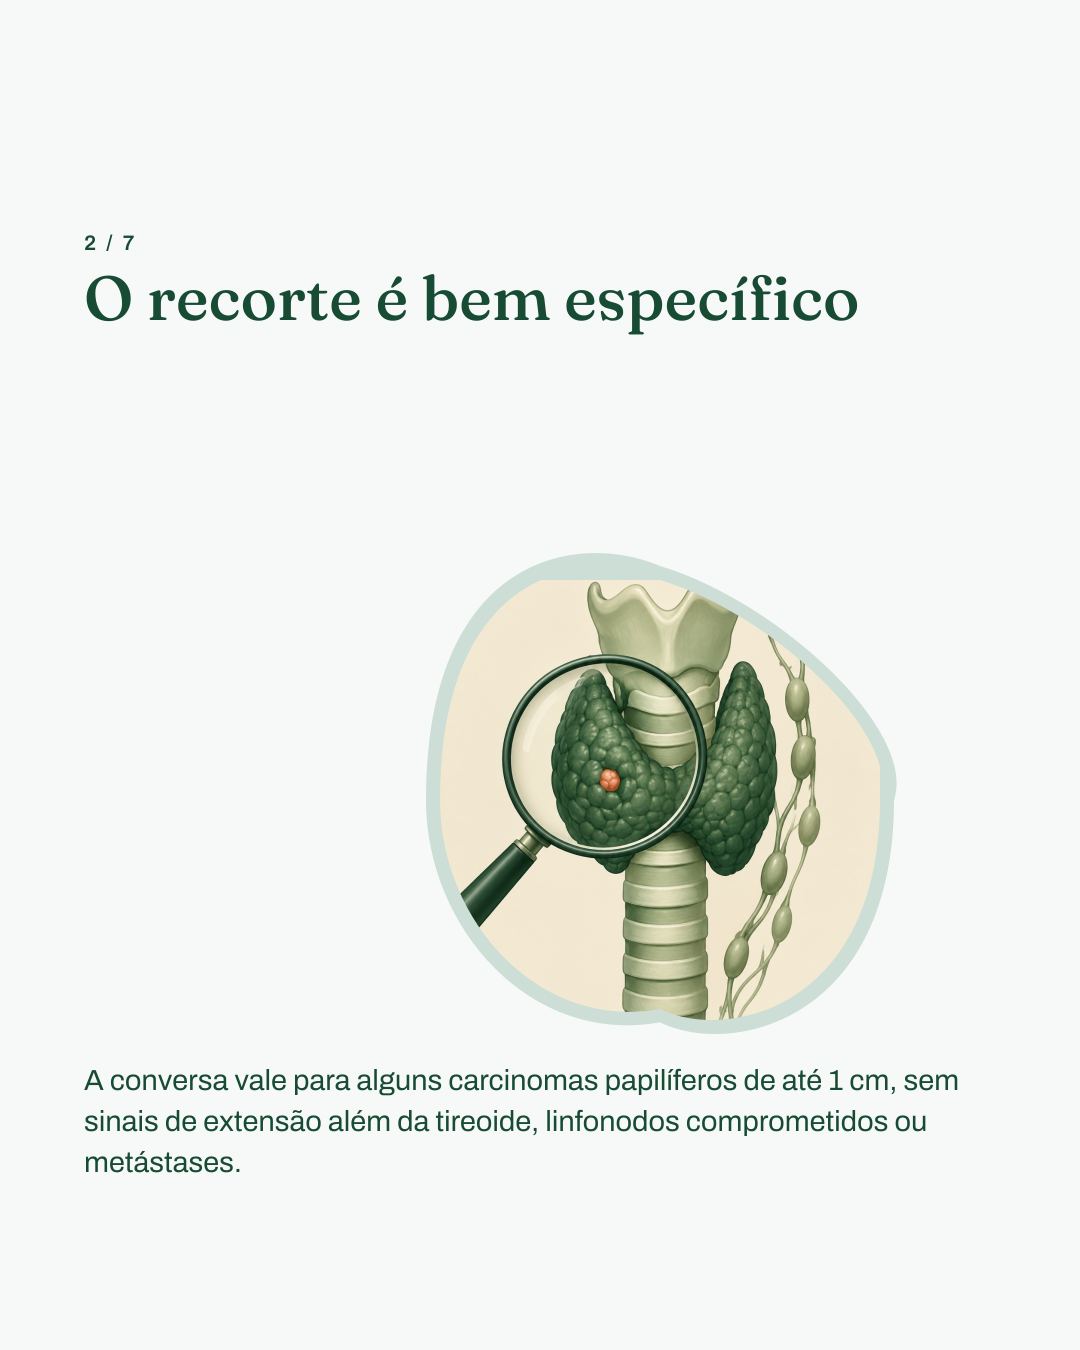 2 / 7
O recorte é bem específico
A conversa vale para alguns carcinomas papilíferos de até 1 cm, sem
sinais de extensão além da tireoide, linfonodos comprometidos ou
metástases.